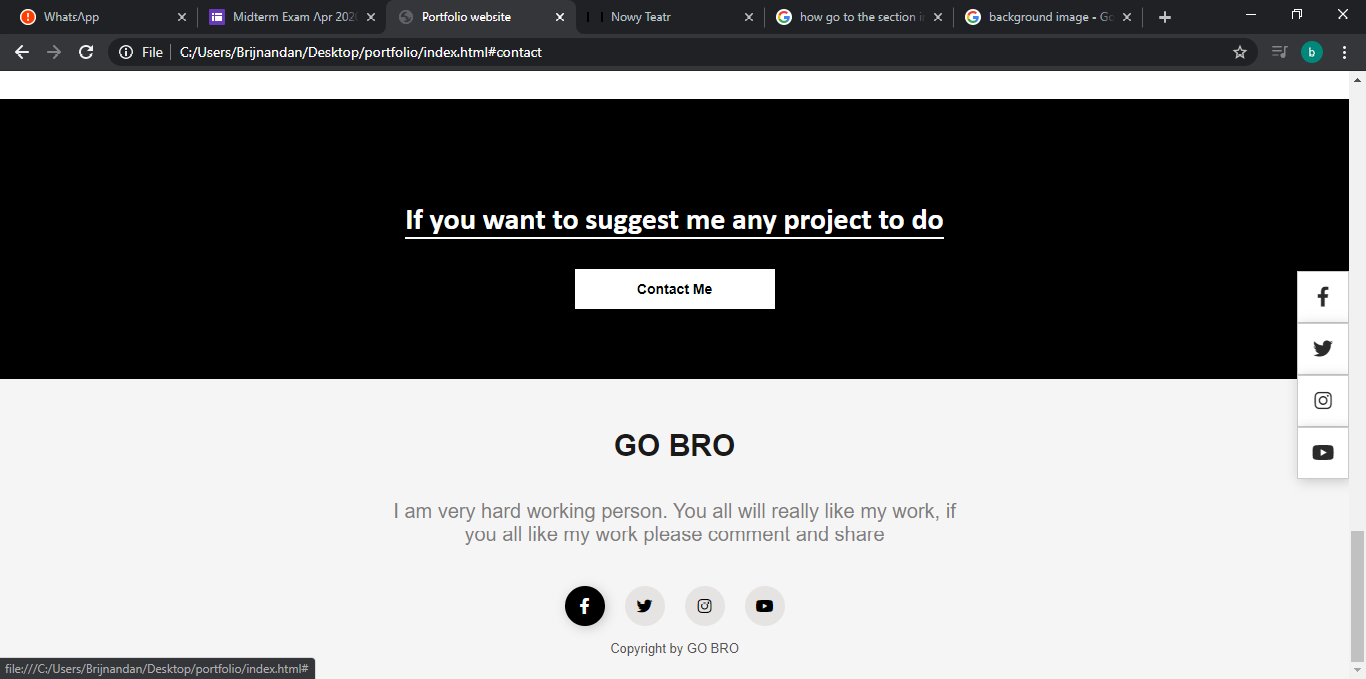 WhatsApp
Midterm Exam Apr 202
Portfolio website
Nowy Teatr
how go to the section i
background image - Go
File
C:/Users/Brijnandan/Desktop/portfolio/index.html#contact
b
If you want to suggest me any project to do
Contact Me
GO BRO
I am very hard working person. You all will really like my work, if
you all like my work please comment and share
Copyright by GO BRO
file:///C:/Users/Brijnandan/Desktop/portfolio/index.html#